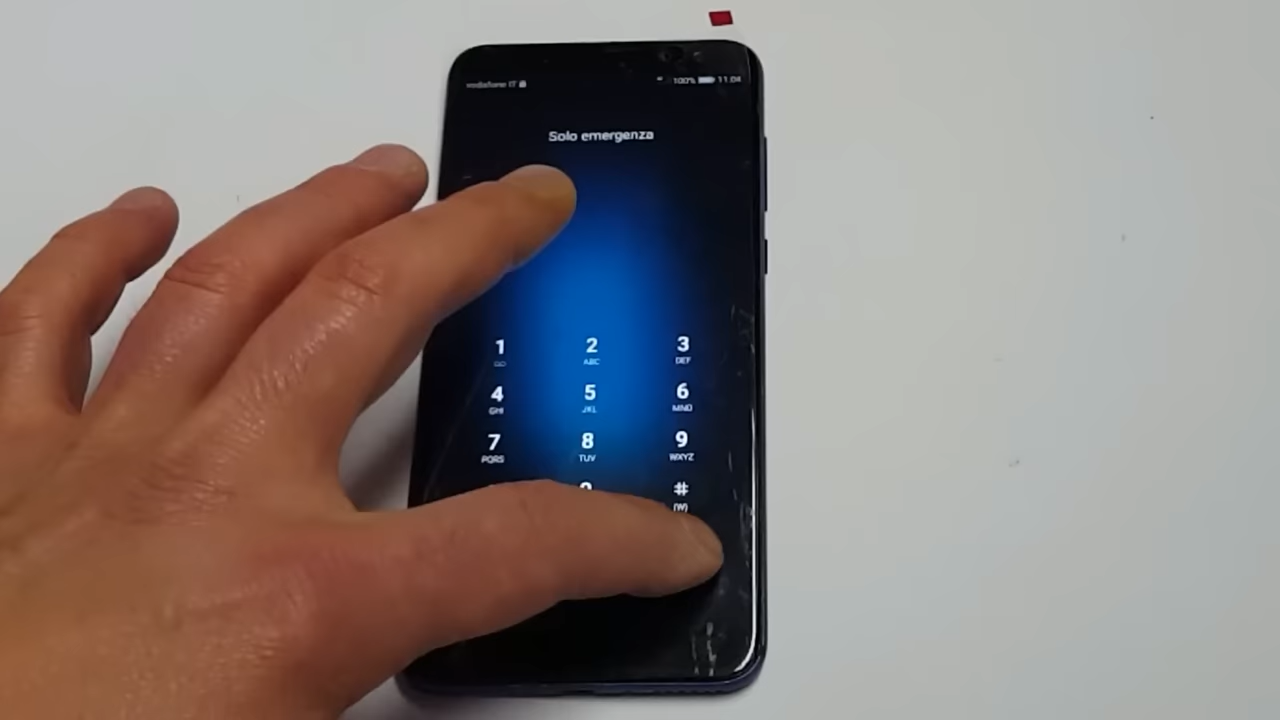 vodafone IT 100% 11:04
Solo emergenza
1 2 3
ABC DEF
4 5 6
GHI JKL MNO
7 8 9
PQRS TUV WXYZ
#
(W)